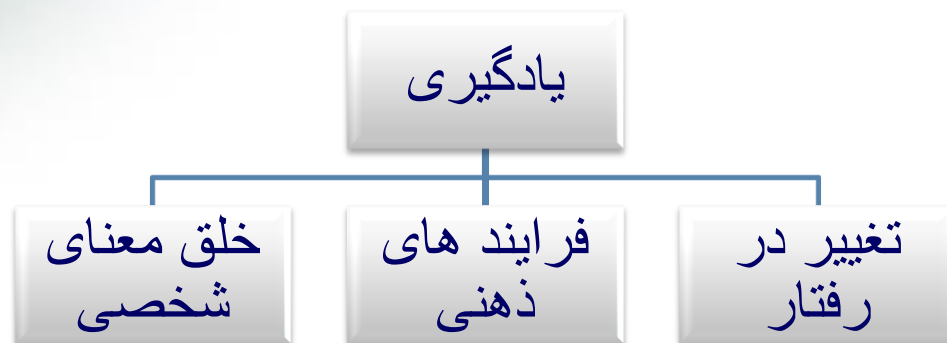 یادگیری
تغییر در
رفتار
فرایند های
ذهنی
خلق معنای
شخصی